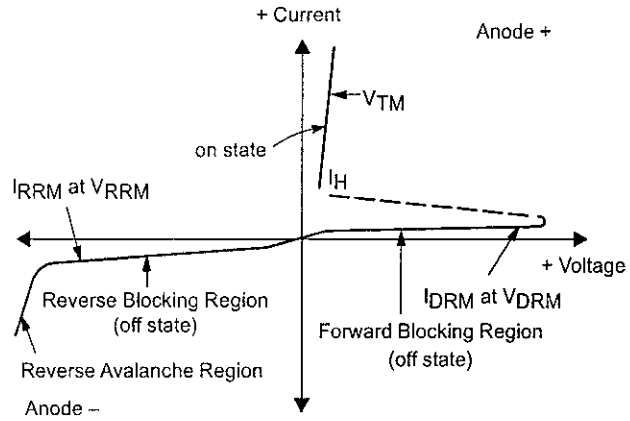 + Current
Anode +
VTM
on state
IH
IRRM at VRRM
+ Voltage
IDRM at VDRM
Reverse Blocking Region
(off state)
Forward Blocking Region
(off state)
Reverse Avalanche Region
Anode –